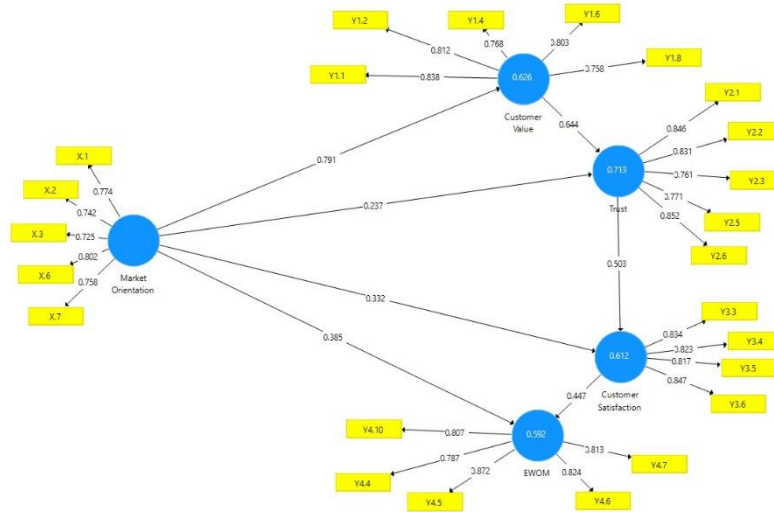 Y1.2
Y1.4
Y1.6
0.812
0.768
0.803
Y1.1
0.838
0.626
0.758
Y1.8
Customer
Value
Y2.1
X.1
0.791
0.644
0.846
Y2.2
0.831
X.2
0.774
0.713
0.761
Y2.3
0.742
0.237
Trust
0.771
Y2.5
X.3
0.725
0.852
X.6
0.802
Market
Orientation
Y2.6
0.758
X.7
0.503
0.332
0.385
Y3.3
0.834
Y3.4
0.823
0.612
0.817
Y3.5
Customer
Satisfaction
0.847
Y3.6
0.447
Y4.10
0.807
0.592
0.813
Y4.7
Y4.4
0.787
EWOM
0.824
0.872
Y4.5
Y4.6